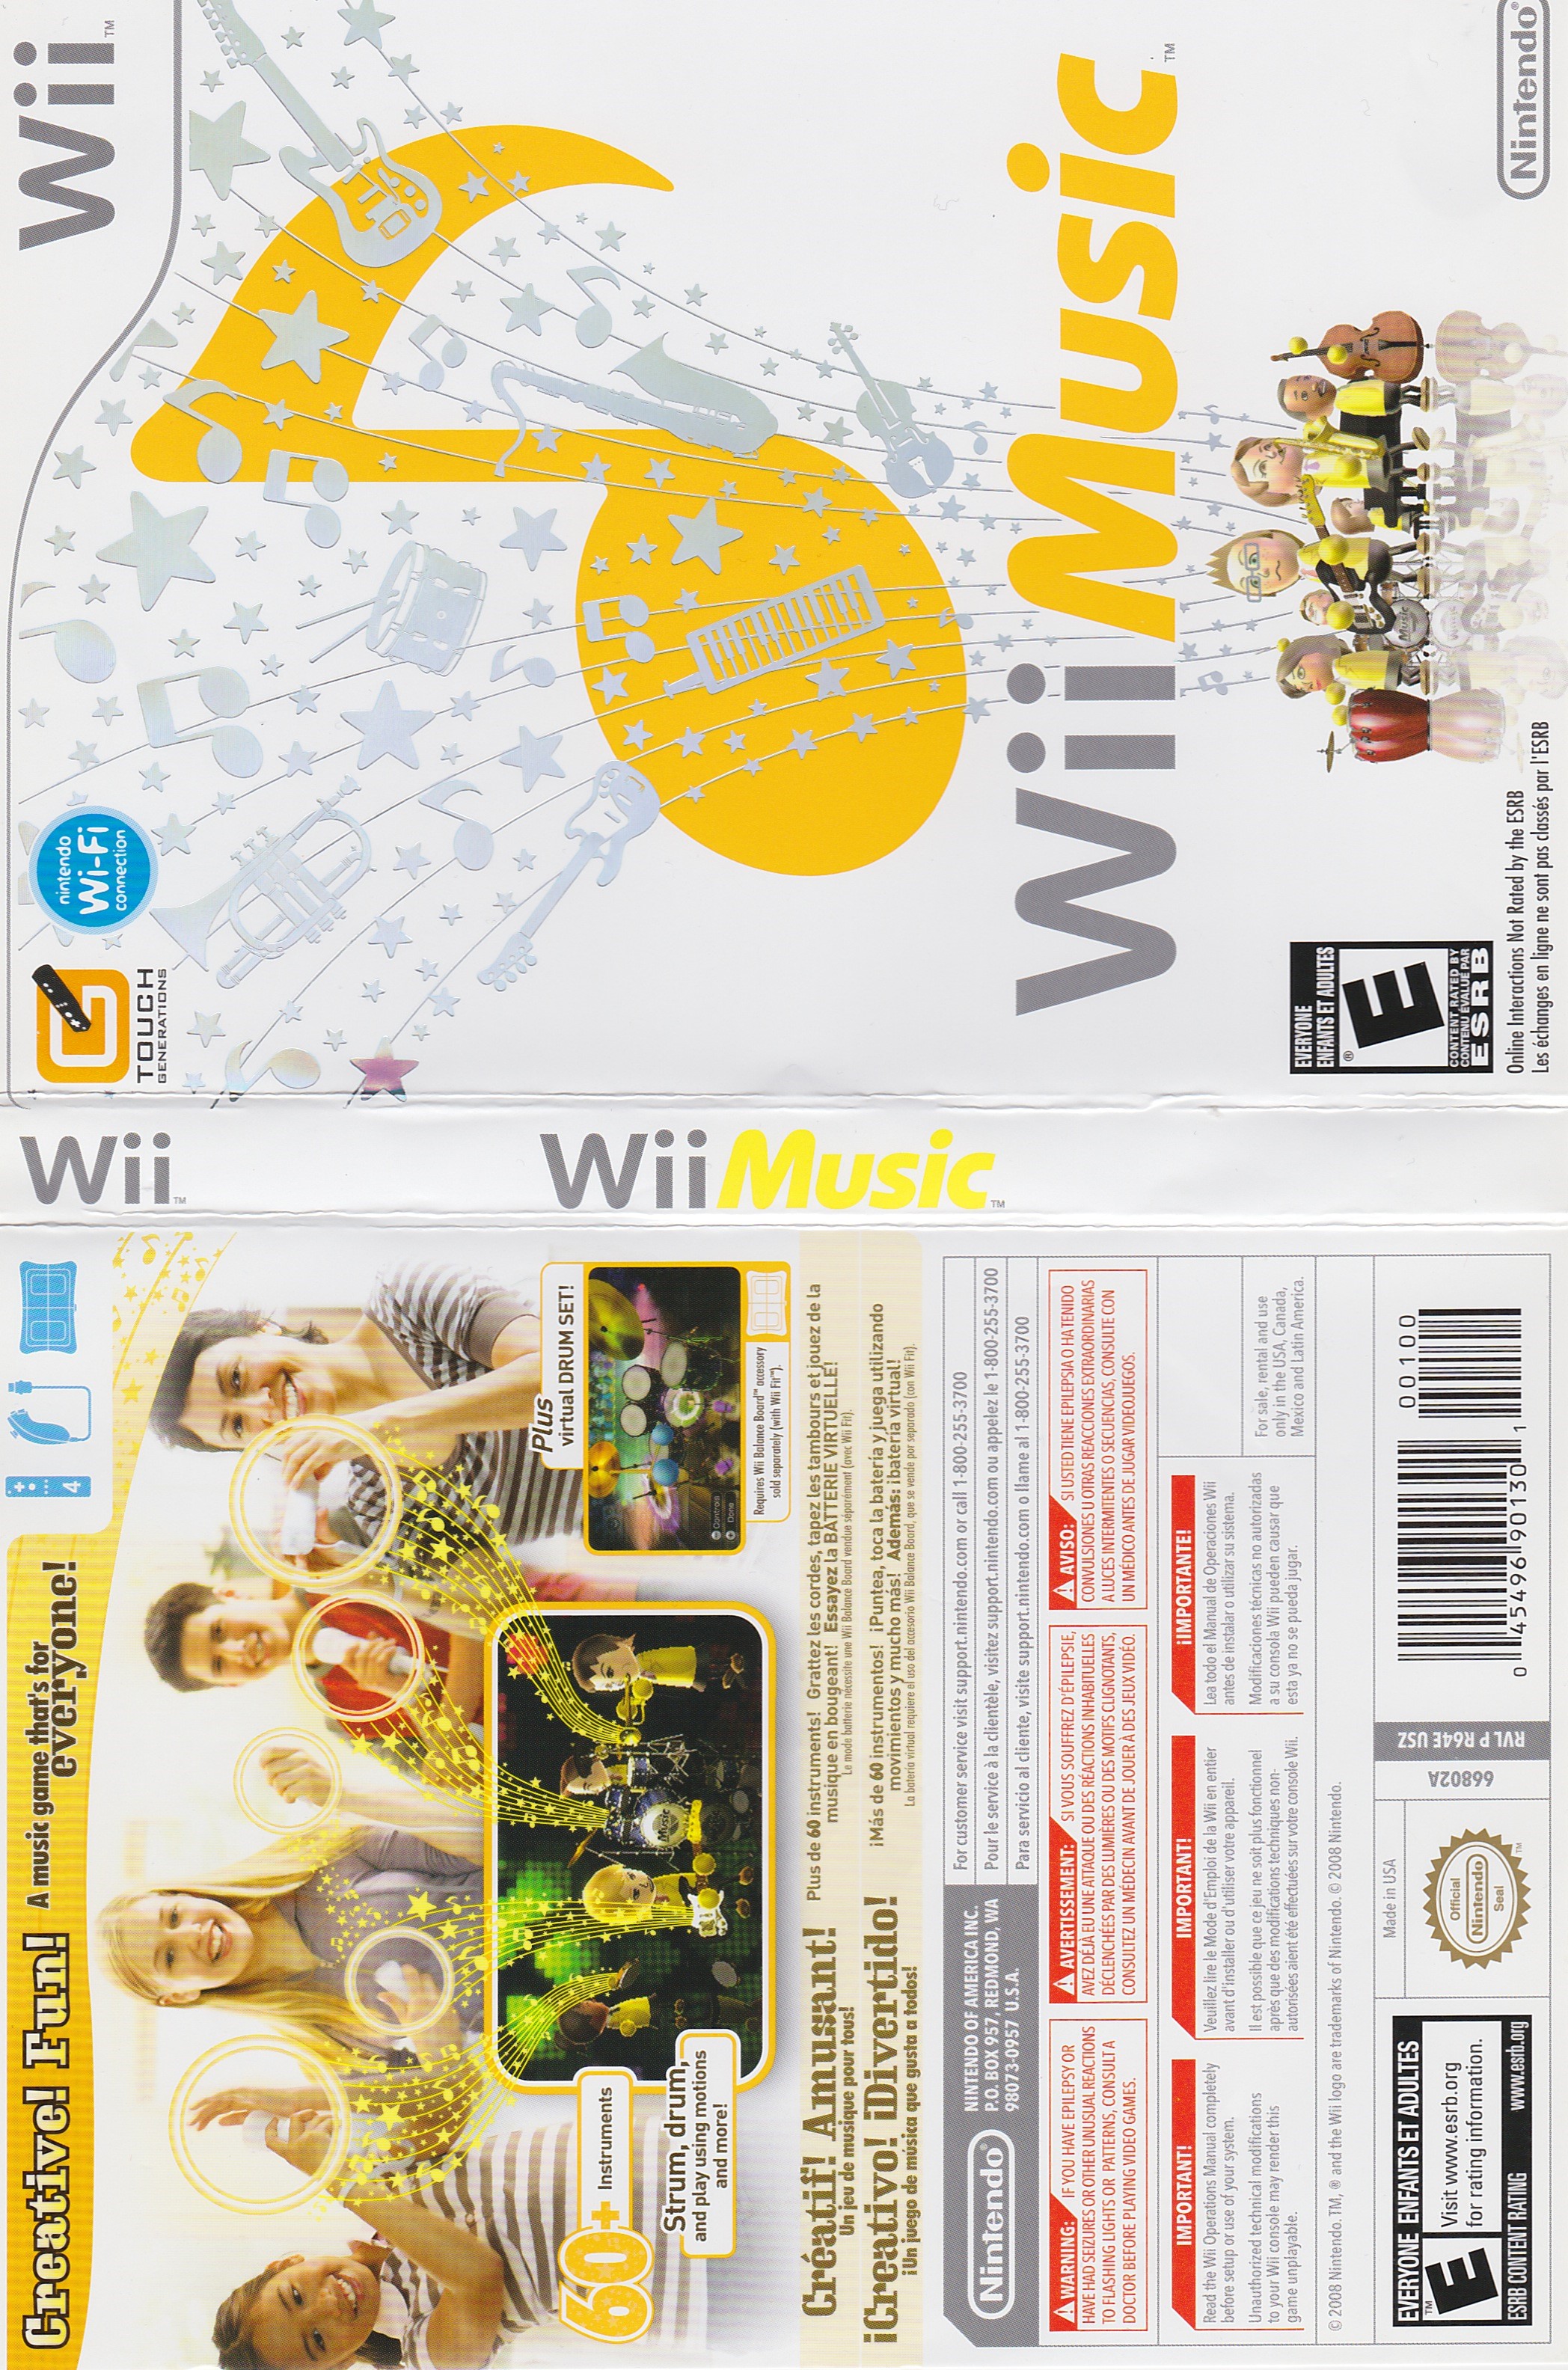 Creative! Fun!
A music game that's for
everyone!
4
60+ Instruments
Strum, drum,
and play using motions
and more!
Music
Plus
virtual DRUM SET!
Controls
Done
Requires Wii Balance Board™ accessory
sold separately (with Wii Fit™).
Créatif! Amusant!
Un jeu de musique pour tous!
Plus de 60 instruments! Grattez les cordes, tapez les tambours et jouez de la
musique en bougeant! Essayez la BATTERIE VIRTUELLE!
Le mode batterie nécessite une Wii Balance Board vendue séparément (avec Wii Fit).
¡Creativo! ¡Divertido!
¡Un juego de música que gusta a todos!
¡Más de 60 instrumentos! ¡Puntea, toca la batería y juega utilizando
movimientos y mucho más! Además: ¡batería virtual!
La batería virtual requiere el uso del accesorio Wii Balance Board, que se vende por separado (con Wii Fit).
Nintendo®
NINTENDO OF AMERICA INC.
P.O. BOX 957, REDMOND, WA
98073-0957 U.S.A.
For customer service visit support.nintendo.com or call 1-800-255-3700
Pour le service à la clientèle, visitez support.nintendo.com ou appelez le 1-800-255-3700
Para servicio al cliente, visite support.nintendo.com o llame al 1-800-255-3700
WARNING: IF YOU HAVE EPILEPSY OR
HAVE HAD SEIZURES OR OTHER UNUSUAL REACTIONS
TO FLASHING LIGHTS OR PATTERNS, CONSULT A
DOCTOR BEFORE PLAYING VIDEO GAMES.
AVERTISSEMENT: SI VOUS SOUFFREZ D'ÉPILEPSIE,
AVEZ DÉJÀ EU UNE ATTAQUE OU DES RÉACTIONS INHABITUELLES
DÉCLENCHÉES PAR DES LUMIÈRES OU DES MOTIFS CLIGNOTANTS,
CONSULTEZ UN MÉDECIN AVANT DE JOUER À DES JEUX VIDÉO.
AVISO: SI USTED TIENE EPILEPSIA O HA TENIDO
CONVULSIONES U OTRAS REACCIONES EXTRAORDINARIAS
A LUCES INTERMITENTES O SECUENCIAS, CONSULTE CON
UN MÉDICO ANTES DE JUGAR VIDEOJUEGOS.
IMPORTANT!
Read the Wii Operations Manual completely
before setup or use of your system.
Unauthorized technical modifications
to your Wii console may render this
game unplayable.
IMPORTANT!
Veuillez lire le Mode d'Emploi de la Wii en entier
avant d'installer ou d'utiliser votre appareil.
Il est possible que ce jeu ne soit plus fonctionnel
après que des modifications techniques non-
autorisées aient été effectuées sur votre console Wii.
¡IMPORTANTE!
Lea todo el Manual de Operaciones Wii
antes de instalar o utilizar su sistema.
Modificaciones técnicas no autorizadas
a su consola Wii pueden causar que
esta ya no se pueda jugar.
For sale, rental and use
only in the USA, Canada,
Mexico and Latin America.
© 2008 Nintendo. TM, ® and the Wii logo are trademarks of Nintendo. © 2008 Nintendo.
EVERYONE ENFANTS ET ADULTES
E™
Visit www.esrb.org
for rating information.
ESRB CONTENT RATING www.esrb.org
Made in USA
Official
Nintendo
Seal™
66802A
RVL P R64E USZ
00100
0 45496 90130 1
Wii™
Wii Music™
TOUCH
GENERATIONS
nintendo
Wi-Fi
connection
Wii™
Wii Music™
Music
EVERYONE
ENFANTS ET ADULTES
E®
CONTENT RATED BY
CONTENU ÉVALUÉ PAR
ESRB
Online Interactions Not Rated by the ESRB
Les échanges en ligne ne sont pas classés par l'ESRB
Nintendo®